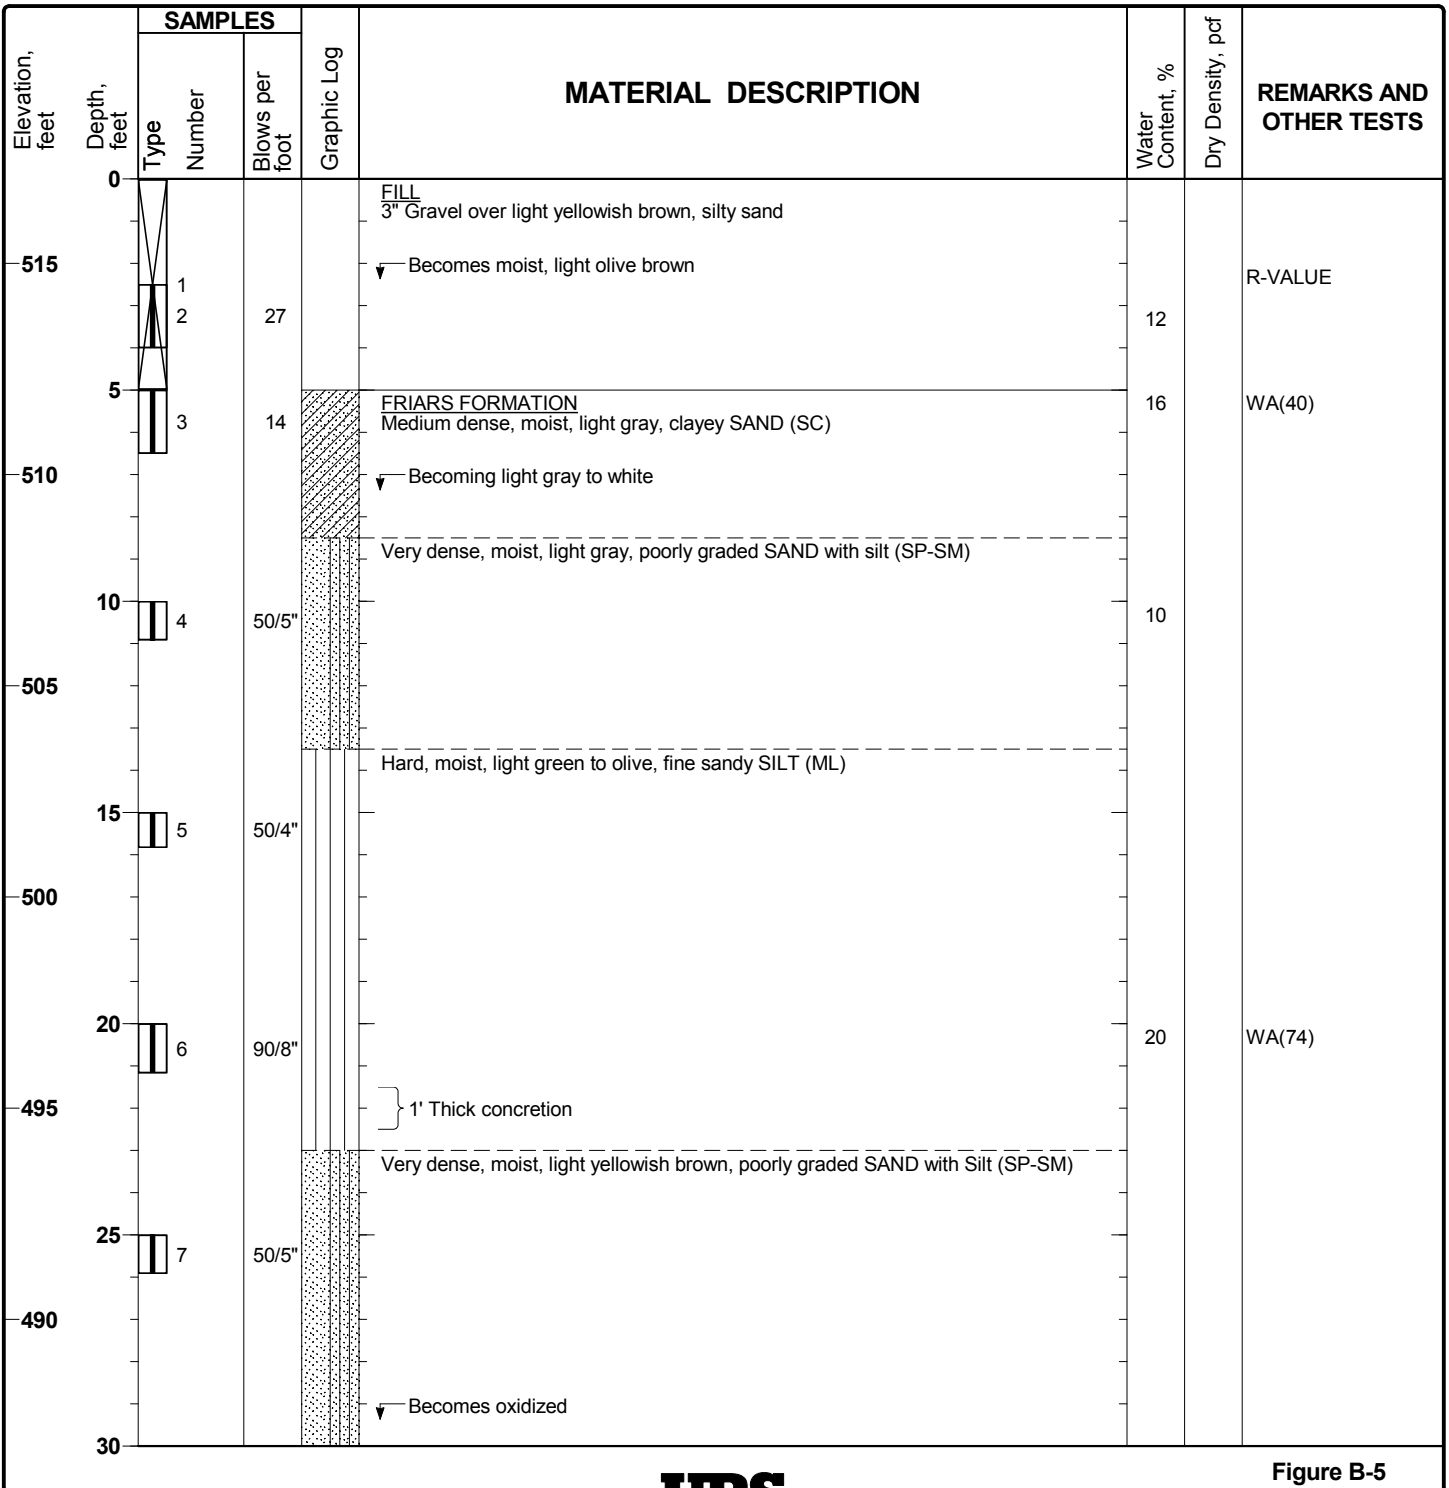 SAMPLES
Elevation,
feet
Depth,
feet
Type
Number
Blows per
foot
Graphic Log
MATERIAL DESCRIPTION
Water
Content, %
Dry Density, pcf
REMARKS AND
OTHER TESTS
0
FILL
3" Gravel over light yellowish brown, silty sand
515
Becomes moist, light olive brown
1
R-VALUE
2 27 12
5
FRIARS FORMATION 16 WA(40)
3 14 Medium dense, moist, light gray, clayey SAND (SC)
510
Becoming light gray to white
Very dense, moist, light gray, poorly graded SAND with silt (SP-SM)
10
4 50/5" 10
505
Hard, moist, light green to olive, fine sandy SILT (ML)
15
5 50/4"
500
20
6 90/8" 20 WA(74)
495
1' Thick concretion
Very dense, moist, light yellowish brown, poorly graded SAND with Silt (SP-SM)
25
7 50/5"
490
Becomes oxidized
30
Figure B-5
URS